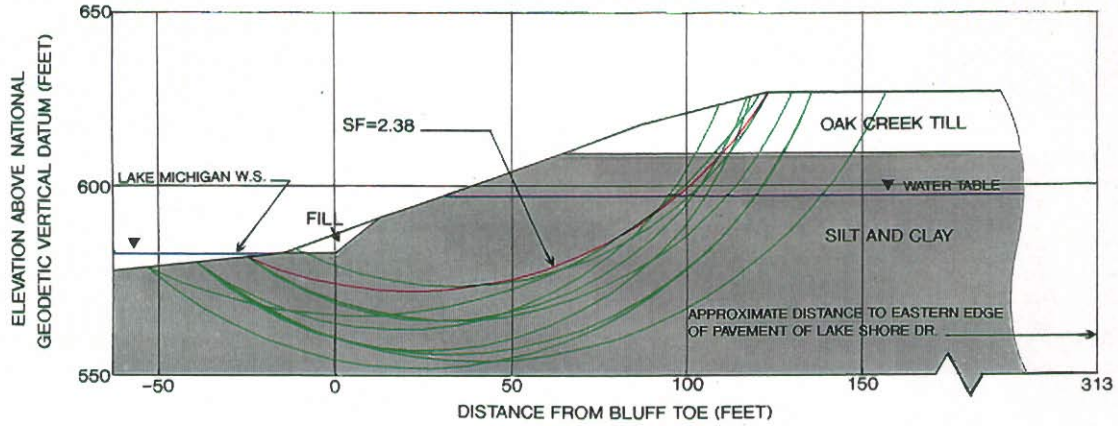 ELEVATION ABOVE NATIONAL
GEODETIC VERTICAL DATUM (FEET)
650
600
550
SF=2.38
OAK CREEK TILL
LAKE MICHIGAN W.S.
WATER TABLE
FILL
SILT AND CLAY
APPROXIMATE DISTANCE TO EASTERN EDGE
OF PAVEMENT OF LAKE SHORE DR.
-50 0 50 100 150 313
DISTANCE FROM BLUFF TOE (FEET)